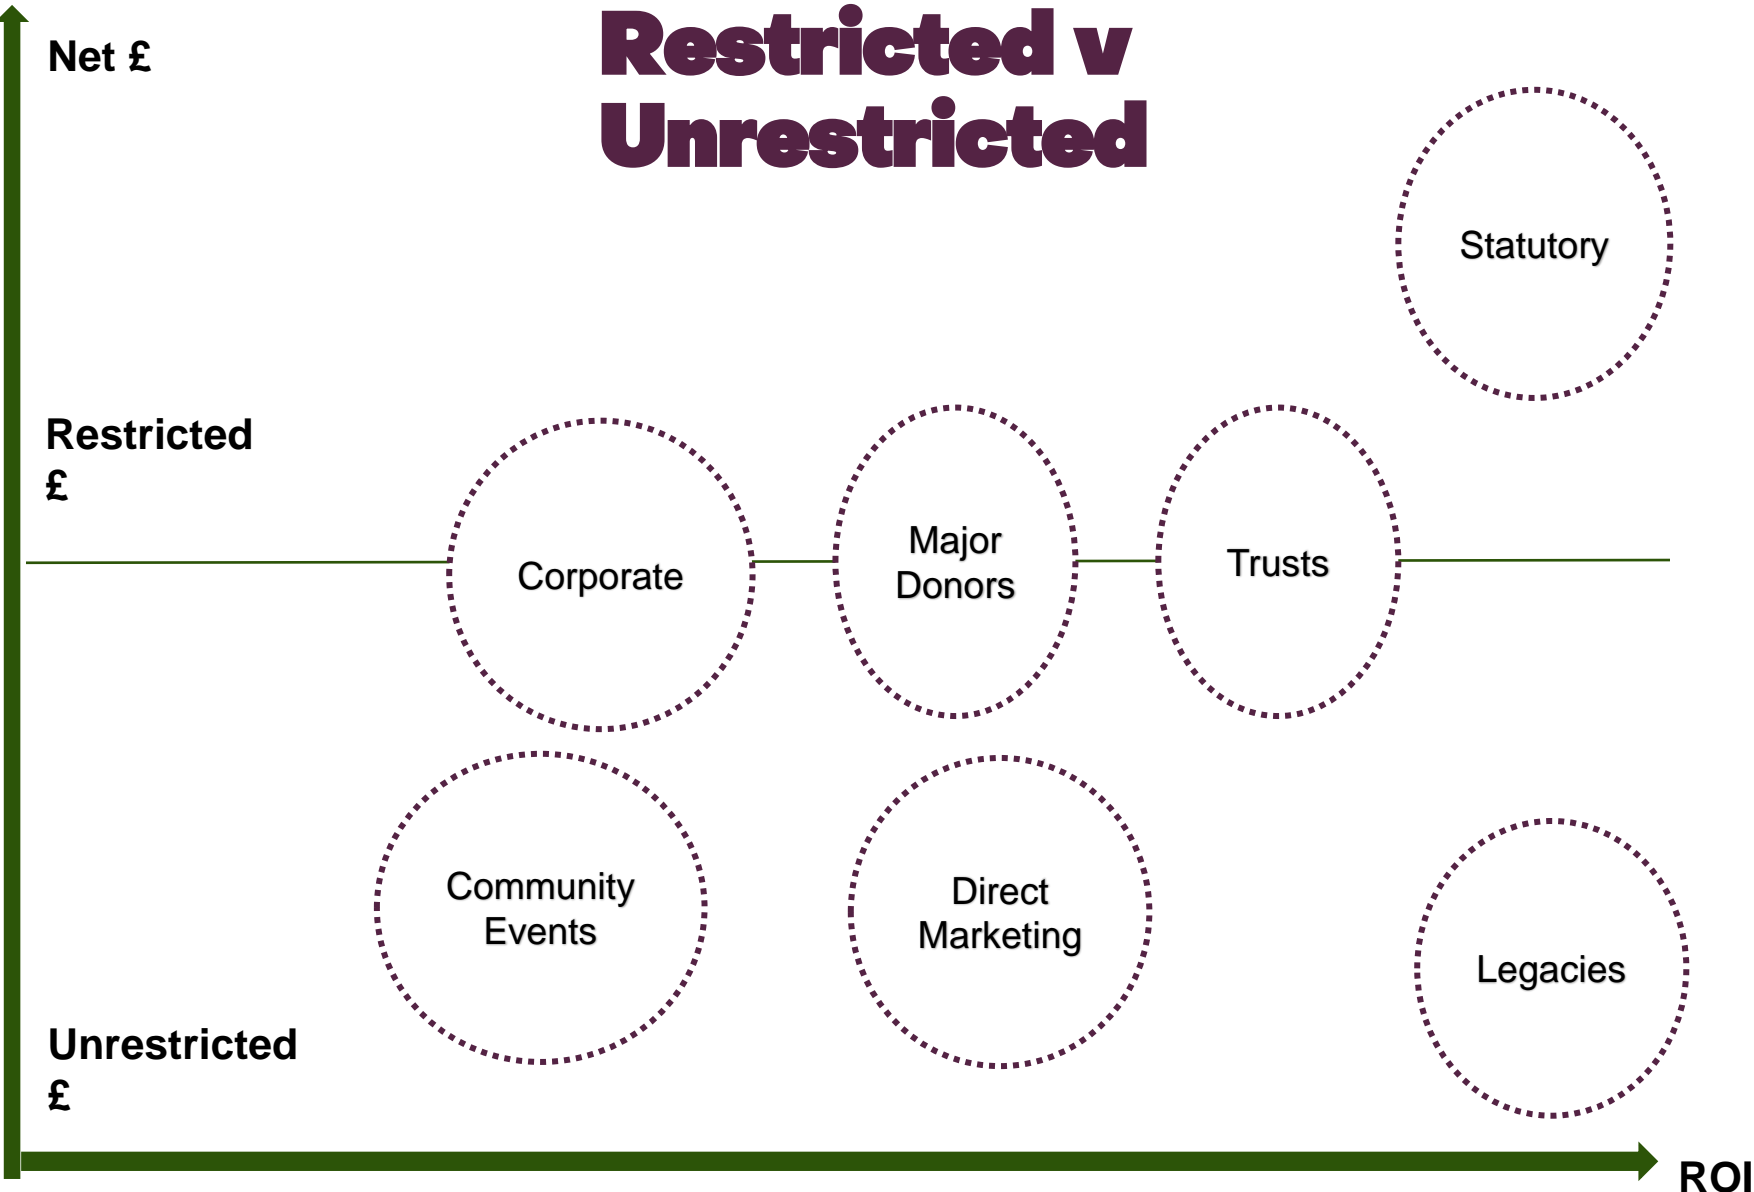 Restricted v
Unrestricted
Net £
Statutory
Restricted
£
Corporate
Major
Donors
Trusts
Community
Events
Direct
Marketing
Legacies
Unrestricted
£
ROI